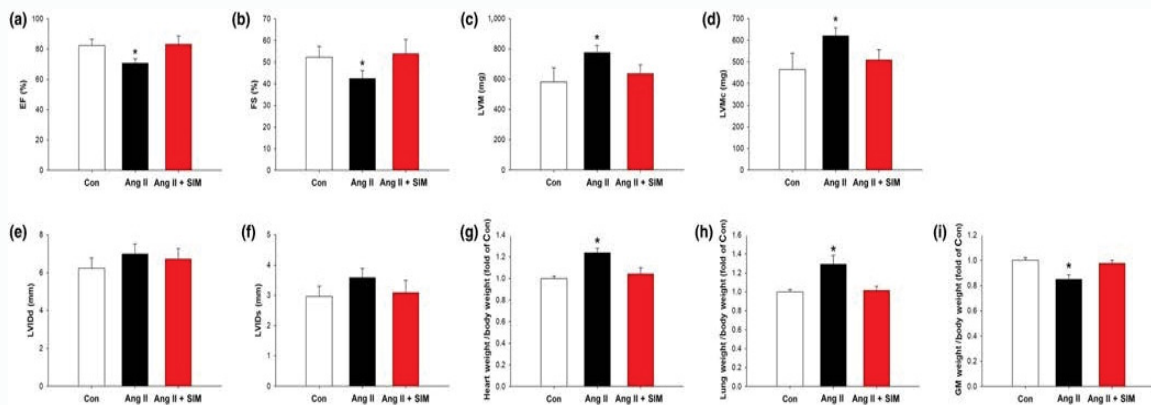 (a)
EF (%)
100
80
60
40
20
0
*
Con Ang II Ang II + SIM
(b)
FS (%)
70
60
50
40
30
20
10
0
*
Con Ang II Ang II + SIM
(c)
LVM (mg)
1,000
800
600
400
200
0
*
Con Ang II Ang II + SIM
(d)
LVMc (mg)
700
600
500
400
300
200
100
0
*
Con Ang II Ang II + SIM
(e)
LVIDd (mm)
8
6
4
2
0
Con Ang II Ang II + SIM
(f)
LVIDs (mm)
5
4
3
2
1
0
Con Ang II Ang II + SIM
(g)
Heart weight/body weight (fold of Con)
1.4
1.2
1.0
0.8
0.6
0.4
0.2
0.0
*
Con Ang II Ang II + SIM
(h)
Lung weight/body weight (fold of Con)
1.6
1.4
1.2
1.0
0.8
0.6
0.4
0.2
0.0
*
Con Ang II Ang II + SIM
(i)
GM weight/body weight (fold of Con)
1.2
1.0
0.8
0.6
0.4
0.2
0.0
*
Con Ang II Ang II + SIM